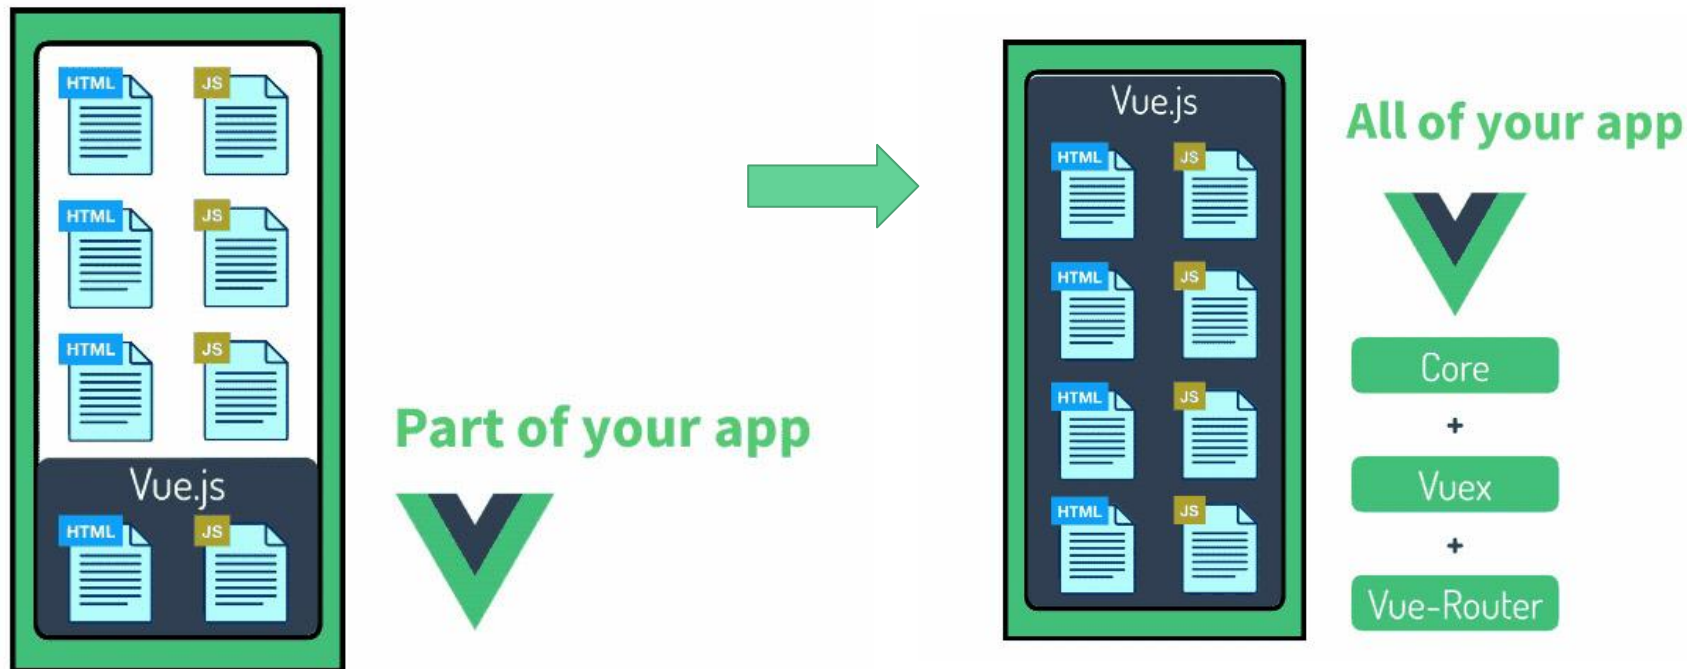 HTML JS
HTML JS
HTML JS
Vue.js
HTML JS
Part of your app
Vue.js
HTML JS
HTML JS
HTML JS
HTML JS
All of your app
Core
+
Vuex
+
Vue-Router